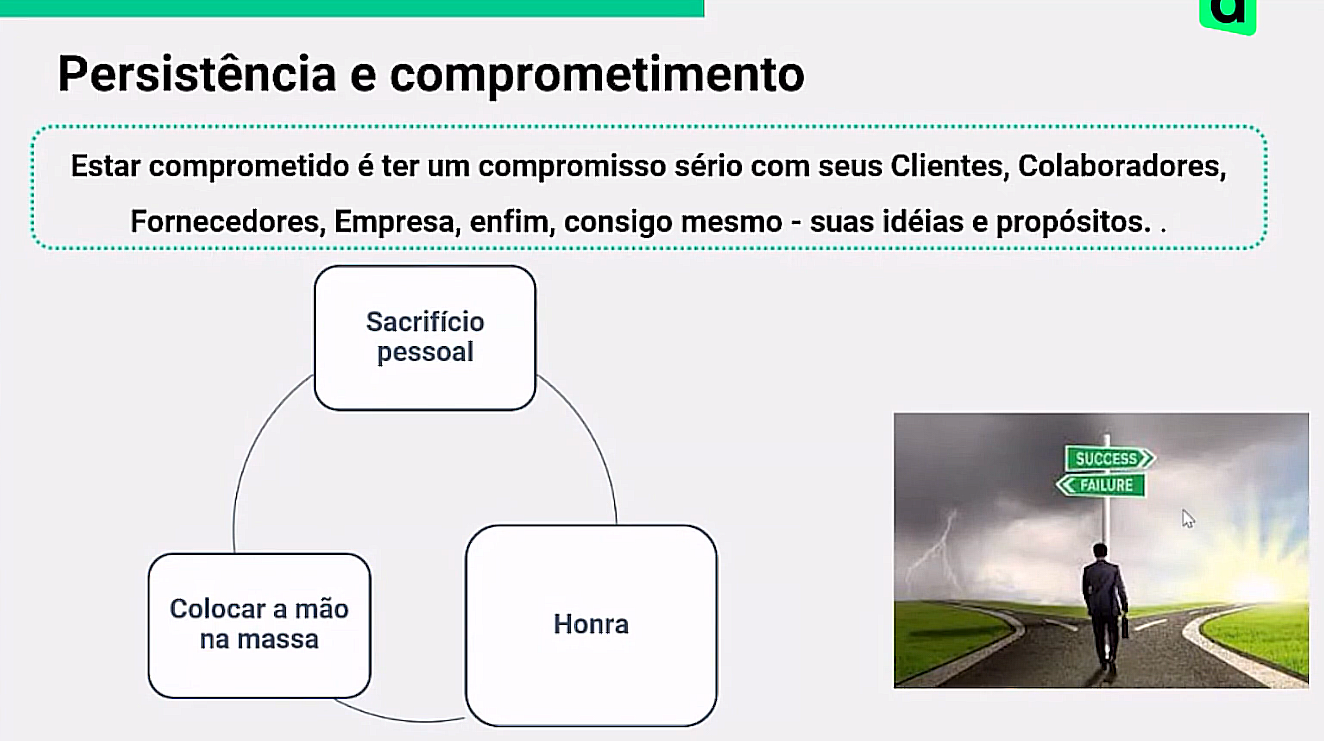 d
Persistência e comprometimento
Estar comprometido é ter um compromisso sério com seus Clientes, Colaboradores,
Fornecedores, Empresa, enfim, consigo mesmo - suas idéias e propósitos. .
Sacrifício
pessoal
SUCCESS
FAILURE
Colocar a mão
na massa
Honra